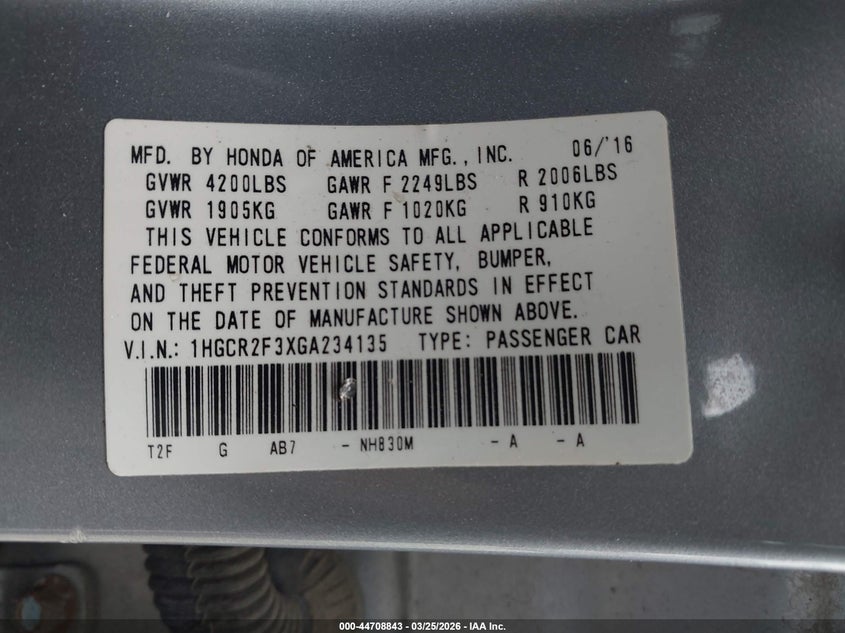 MFD. BY HONDA OF AMERICA MFG., INC. 06/'16
GVWR 4200LBS GAWR F 2249LBS R 2006LBS
GVWR 1905KG GAWR F 1020KG R 910KG
THIS VEHICLE CONFORMS TO ALL APPLICABLE
FEDERAL MOTOR VEHICLE SAFETY, BUMPER,
AND THEFT PREVENTION STANDARDS IN EFFECT
ON THE DATE OF MANUFACTURE SHOWN ABOVE.
V.I.N.: 1HGCR2F3XGA234135 TYPE: PASSENGER CAR
T2F G AB7 - NH830M - A - A
000-44708843 | 03/25/2026 - IAA Inc.